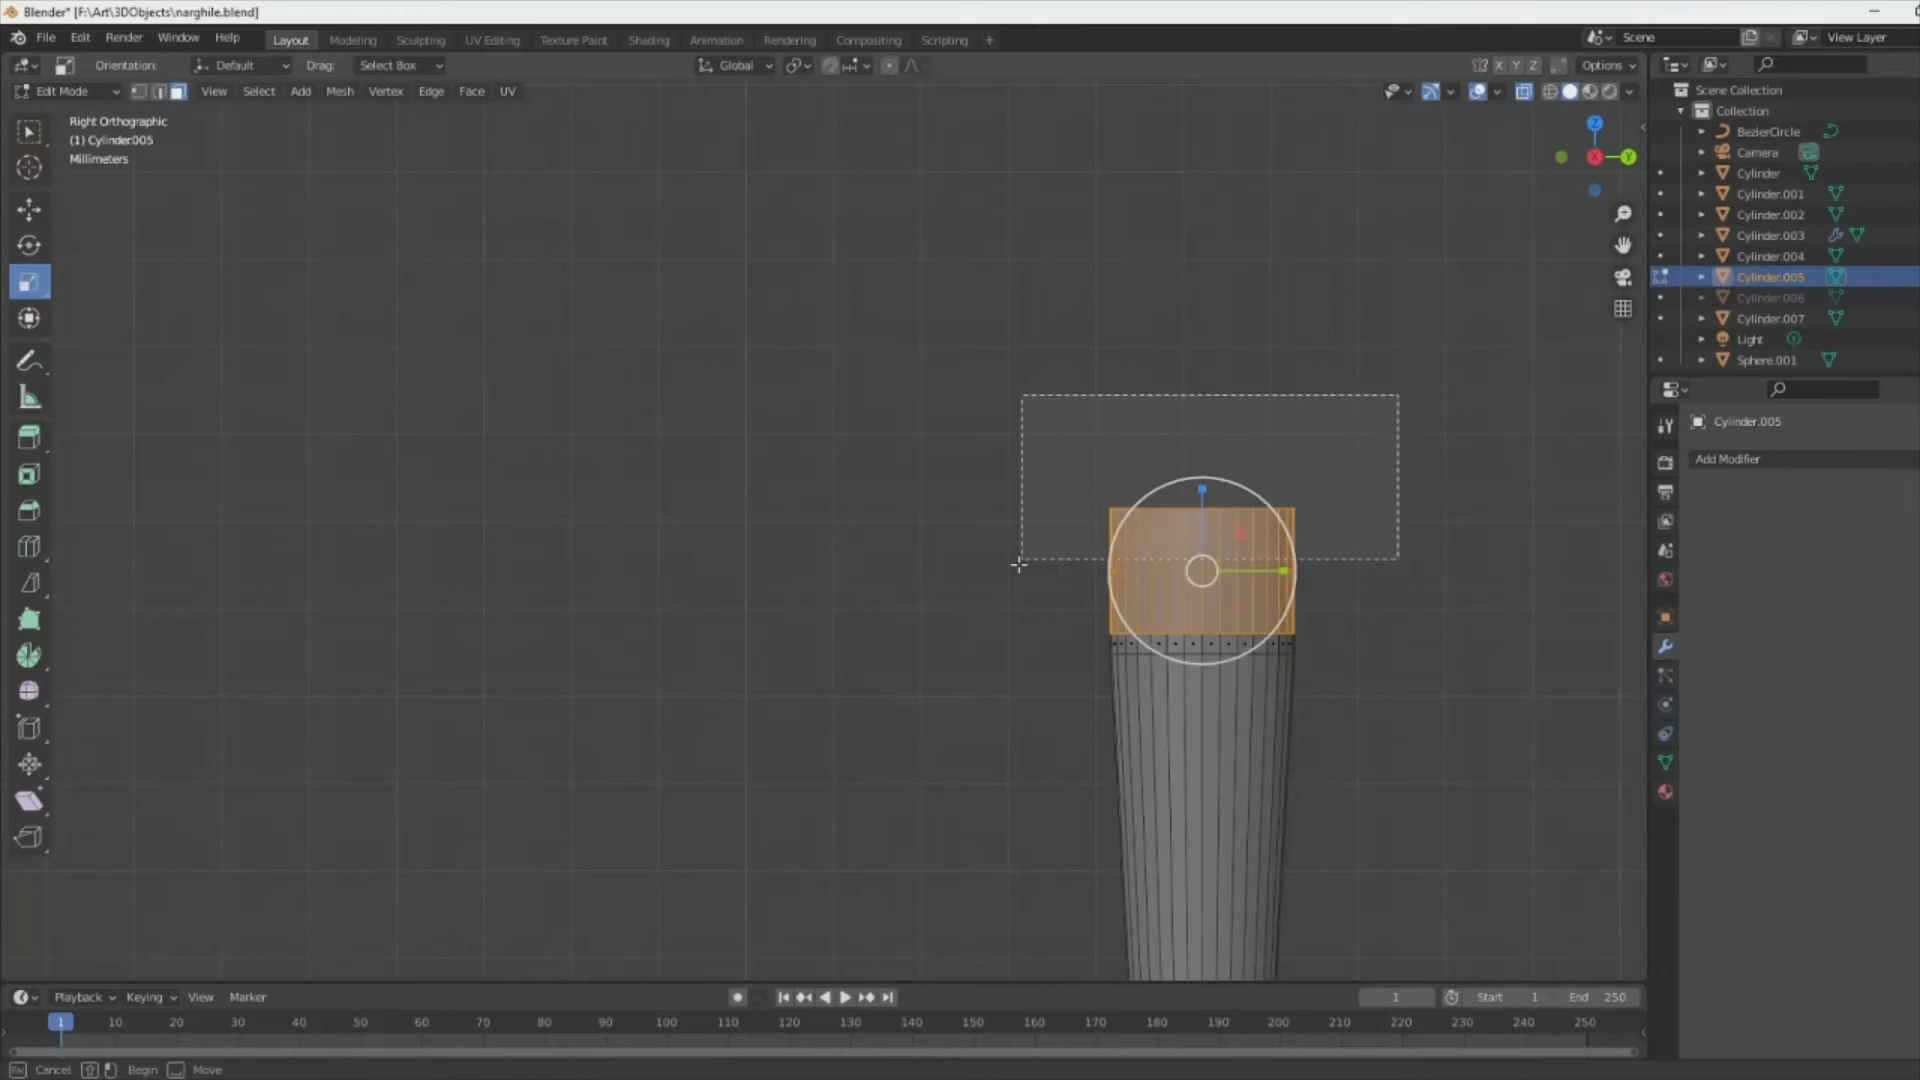 Blender* [F:\Art\3DObjects\narghile.blend]
File Edit Render Window Help Layout Modeling Sculpting UV Editing Texture Paint Shading Animation Rendering Compositing Scripting + Scene View Layer
Orientation: Default Drag: Select Box Global X Y Z Options
Edit Mode View Select Add Mesh Vertex Edge Face UV
Right Orthographic
(1) Cylinder.005
Millimeters
Z
X
Y
Scene Collection
Collection
BezierCircle
Camera
Cylinder
Cylinder.001
Cylinder.002
Cylinder.003
Cylinder.004
Cylinder.005
Cylinder.006
Cylinder.007
Light
Sphere.001
Cylinder.005
Add Modifier
Playback Keying View Marker 1 Start 1 End 250
1 10 20 30 40 50 60 70 80 90 100 110 120 130 140 150 160 170 180 190 200 210 220 230 240 250
Esc Cancel Begin Move